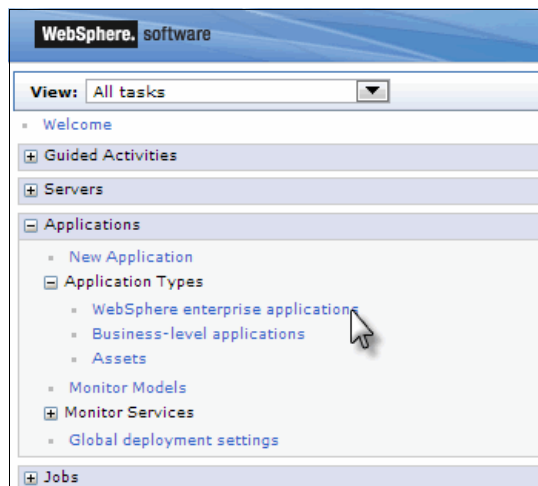 WebSphere. software
View: All tasks
Welcome
Guided Activities
Servers
Applications
New Application
Application Types
WebSphere enterprise applications
Business-level applications
Assets
Monitor Models
Monitor Services
Global deployment settings
Jobs